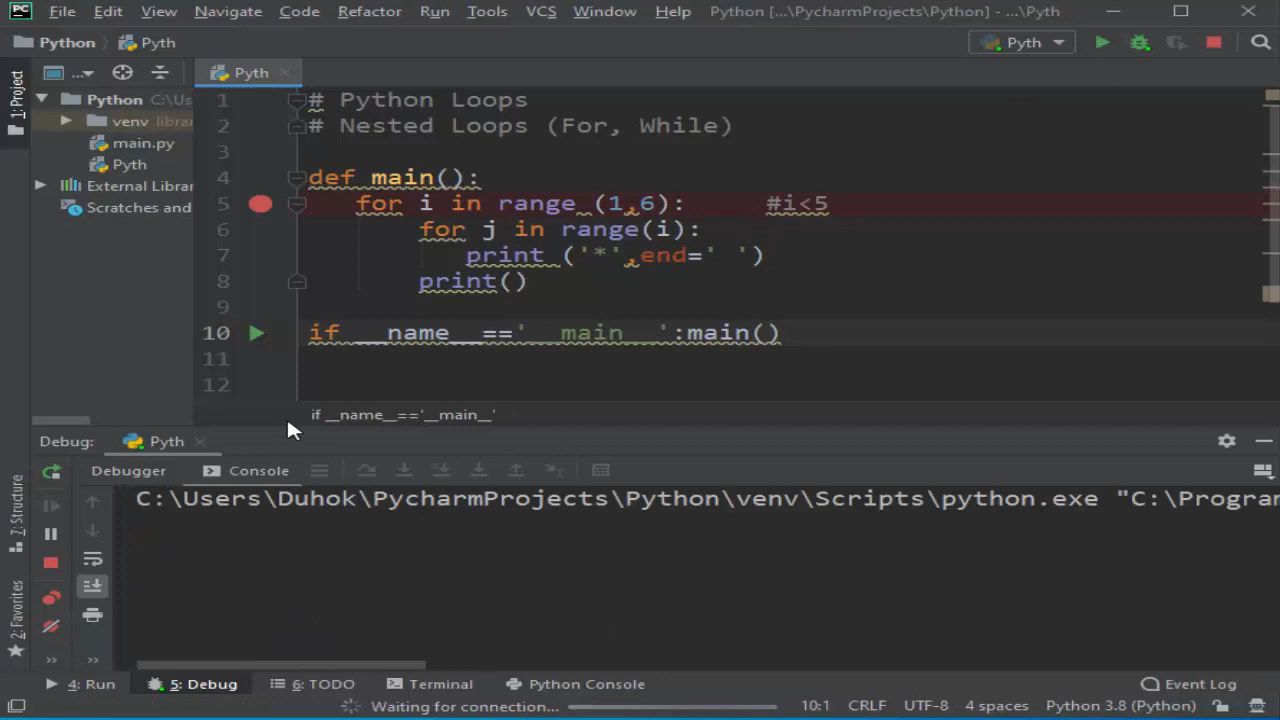 File Edit View Navigate Code Refactor Run Tools VCS Window Help Python [...\PycharmProjects\Python] - ...\Pyth
Python Pyth Pyth
1: Project
... Pyth
Python C:\Us
venv librar
main.py
Pyth
External Librar
Scratches and
1 # Python Loops
2 # Nested Loops (For, While)
3
4 def main():
5 for i in range (1,6): #i<5
6 for j in range(i):
7 print ('*',end=' ')
8 print()
9
10 if __name__=='__main__':main()
11
12
if __name__=='__main__'
Debug: Pyth
Debugger Console
C:\Users\Duhok\PycharmProjects\Python\venv\Scripts\python.exe "C:\Program
7: Structure
2: Favorites
4: Run 5: Debug 6: TODO Terminal Python Console Event Log
Waiting for connection... 10:1 CRLF UTF-8 4 spaces Python 3.8 (Python)